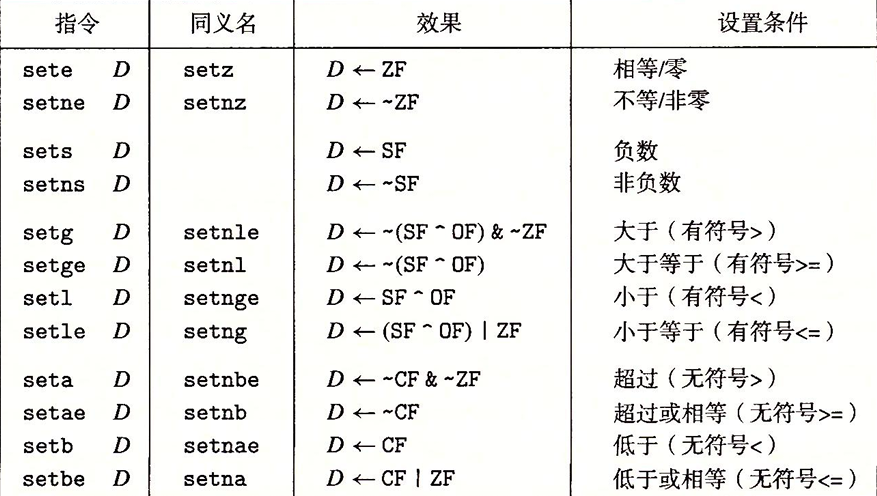 指令 同义名 效果 设置条件
sete D setz D ← ZF 相等/零
setne D setnz D ← ~ZF 不等/非零
sets D D ← SF 负数
setns D D ← ~SF 非负数
setg D setnle D ← ~(SF ^ OF) & ~ZF 大于（有符号>）
setge D setnl D ← ~(SF ^ OF) 大于等于（有符号>=）
setl D setnge D ← SF ^ OF 小于（有符号<）
setle D setng D ← (SF ^ OF) | ZF 小于等于（有符号<=）
seta D setnbe D ← ~CF & ~ZF 超过（无符号>）
setae D setnb D ← ~CF 超过或相等（无符号>=）
setb D setnae D ← CF 低于（无符号<）
setbe D setna D ← CF | ZF 低于或相等（无符号<=）